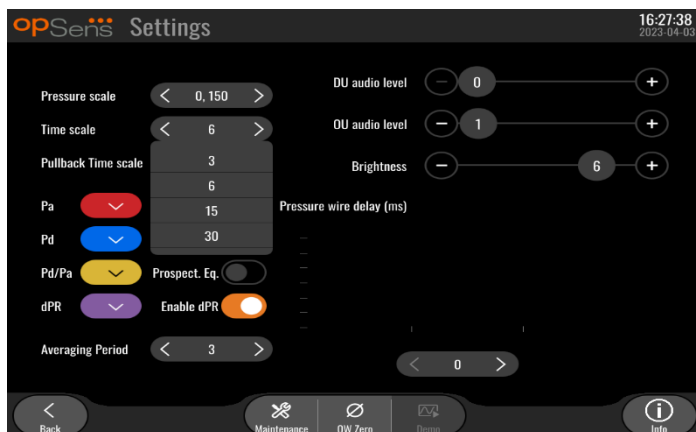 opSens Settings
16:27:38
2023-04-03
Pressure scale 0,150
DU audio level 0
Time scale 6
OU audio level 1
Pullback Time scale
3
6
15
30
Brightness 6
Pa
Pressure wire delay (ms)
Pd
Pd/Pa
Prospect. Eq.
dPR
Enable dPR
Averaging Period 3
0
Back
Maintenance
OW Zero
Demo
Info